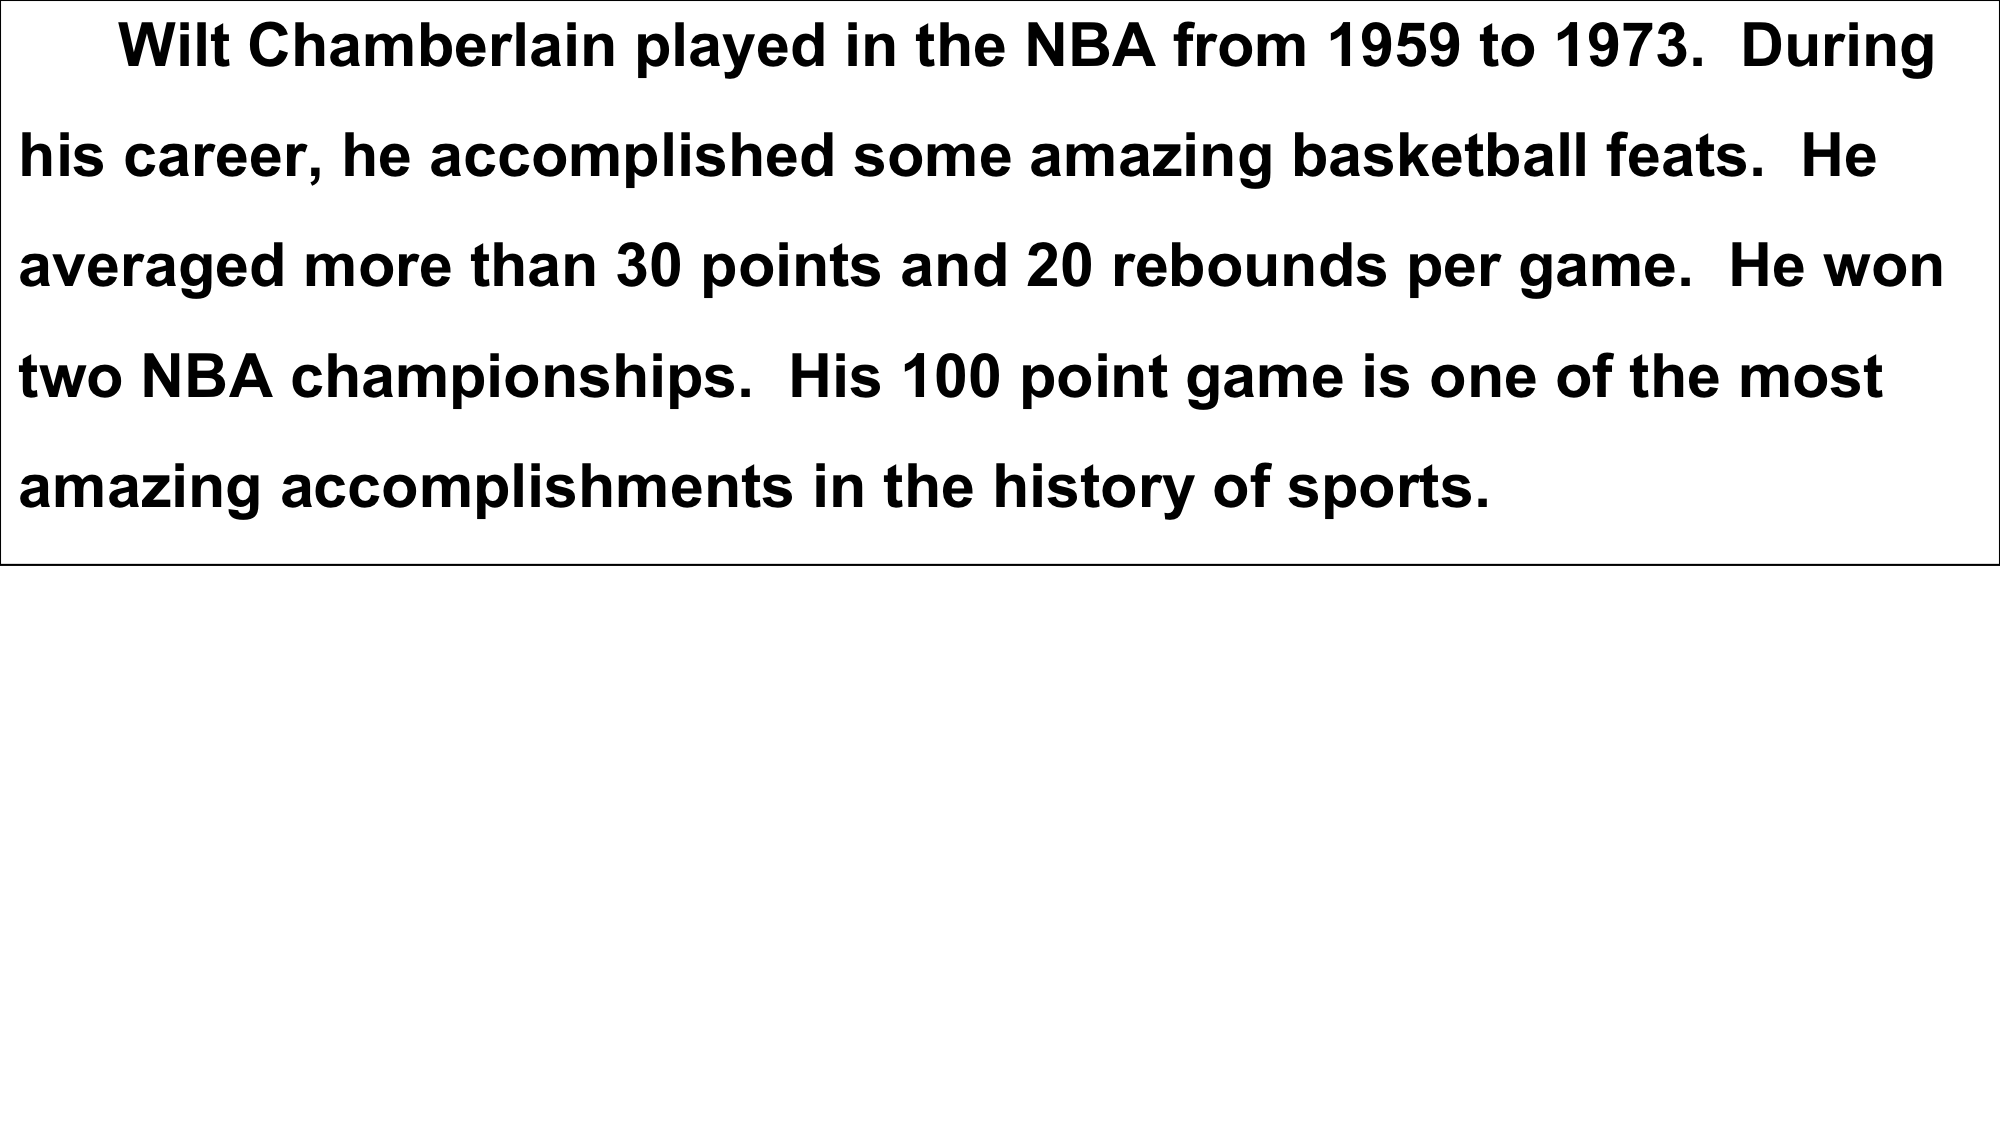 Wilt Chamberlain played in the NBA from 1959 to 1973.  During
his career, he accomplished some amazing basketball feats.  He
averaged more than 30 points and 20 rebounds per game.  He won
two NBA championships.  His 100 point game is one of the most
amazing accomplishments in the history of sports.